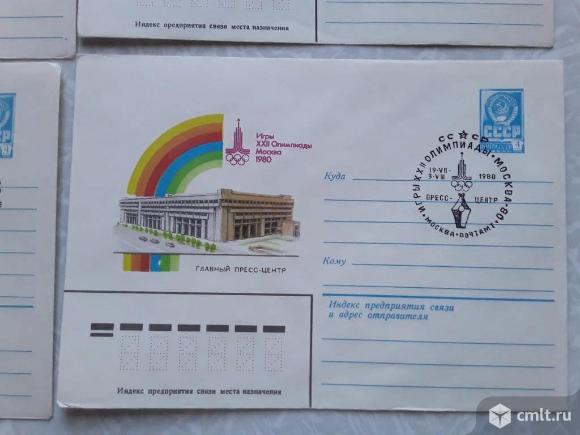 Индекс предприятия связи места назначения
Игры
XXII Олимпиады
Москва
1980
ГЛАВНЫЙ ПРЕСС-ЦЕНТР
Индекс предприятия связи места назначения
СССР
СССР
ИГРЫ XXII ОЛИМПИАДЫ • МОСКВА-80
19·VII-
3·VIII
1980
ПРЕСС-ЦЕНТР
МОСКВА•ПОЧТАМТ
Куда
Кому
Индекс предприятия связи
и адрес отправителя
cmlt.ru